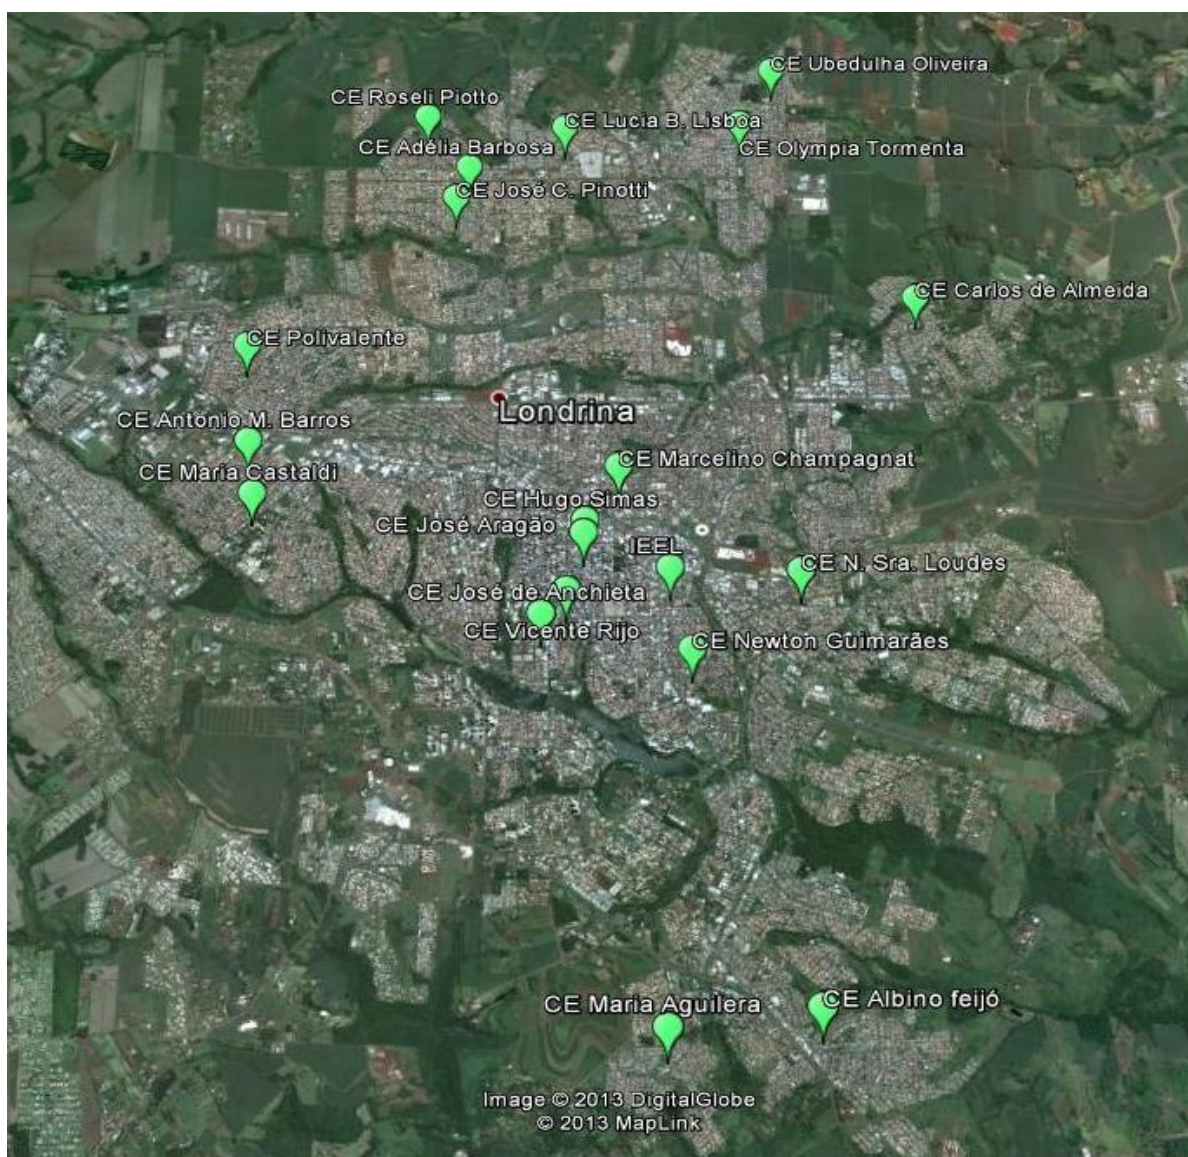 CE Ubedulha Oliveira
CE Roseli Piotto
CE Lucia B. Lisboa
CE Adélia Barbosa
CE Olympia Tormenta
CE José C. Pinotti
CE Carlos de Almeida
CE Polivalente
Londrina
CE Antonio M. Barros
CE Marcelino Champagnat
CE Maria Castaldi
CE Hugo Simas
CE José Aragão
IEEL
CE N. Sra. Loudes
CE José de Anchieta
CE Vicente Rijo
CE Newton Guimarães
CE Albino feijó
CE Maria Aguilera
Image © 2013 DigitalGlobe
© 2013 MapLink